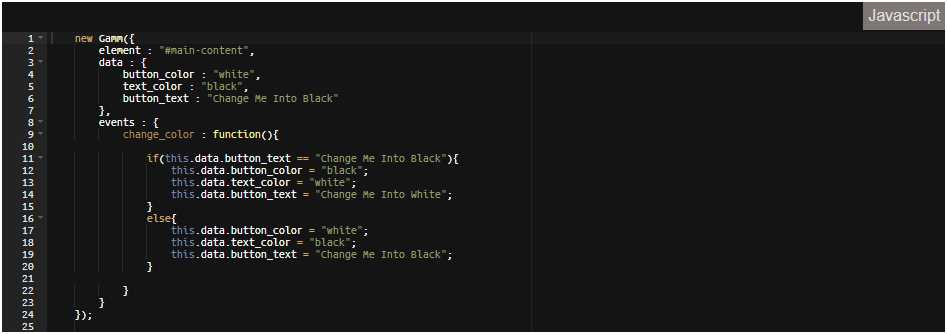 Javascript
1 new Gamm({
2 element : "#main-content",
3 data : {
4 button_color : "white",
5 text_color : "black",
6 button_text : "Change Me Into Black"
7 },
8 events : {
9 change_color : function(){
10
11 if(this.data.button_text == "Change Me Into Black"){
12 this.data.button_color = "black";
13 this.data.text_color = "white";
14 this.data.button_text = "Change Me Into White";
15 }
16 else{
17 this.data.button_color = "white";
18 this.data.text_color = "black";
19 this.data.button_text = "Change Me Into Black";
20 }
21
22 }
23 }
24 });
25